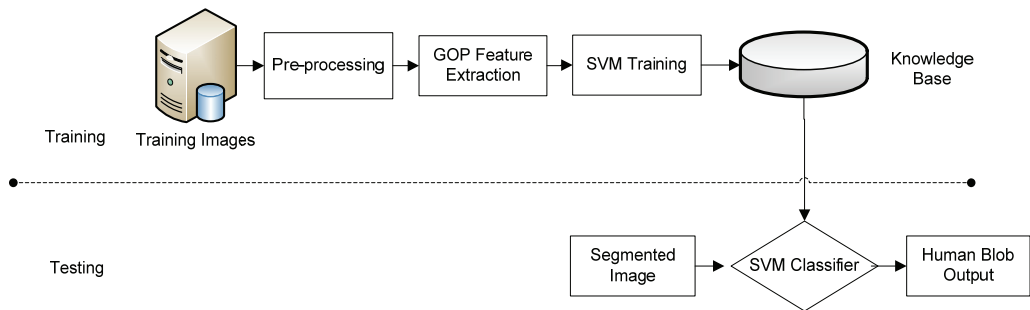 Pre-processing
GOP Feature
Extraction
SVM Training
Knowledge
Base
Training
Training Images
Testing
Segmented
Image
SVM Classifier
Human Blob
Output